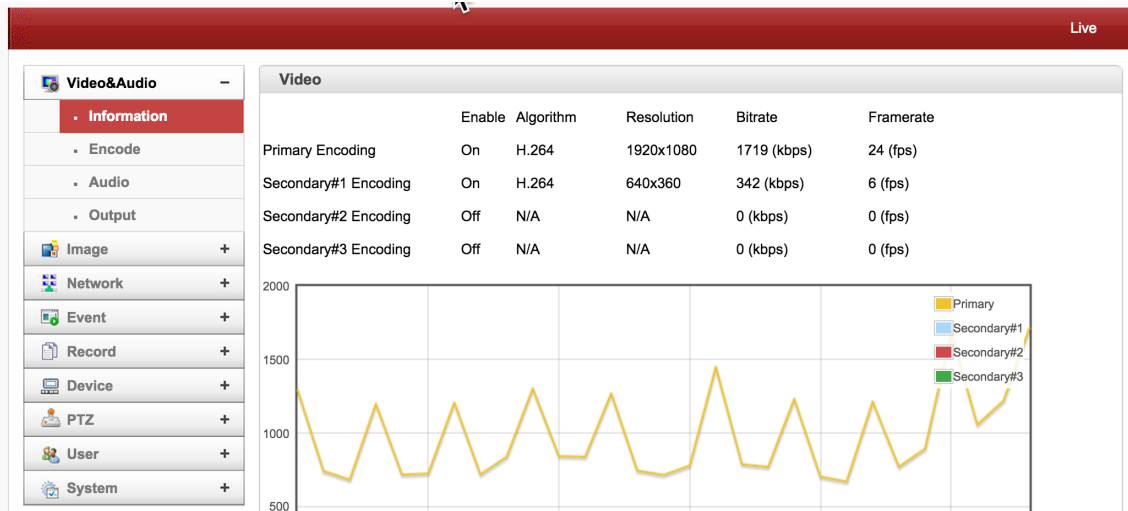 Live
Video&Audio −
Information
Encode
Audio
Output
Image +
Network +
Event +
Record +
Device +
PTZ +
User +
System +
Video
Enable Algorithm Resolution Bitrate Framerate
Primary Encoding On H.264 1920x1080 1719 (kbps) 24 (fps)
Secondary#1 Encoding On H.264 640x360 342 (kbps) 6 (fps)
Secondary#2 Encoding Off N/A N/A 0 (kbps) 0 (fps)
Secondary#3 Encoding Off N/A N/A 0 (kbps) 0 (fps)
2000
1500
1000
500
Primary
Secondary#1
Secondary#2
Secondary#3